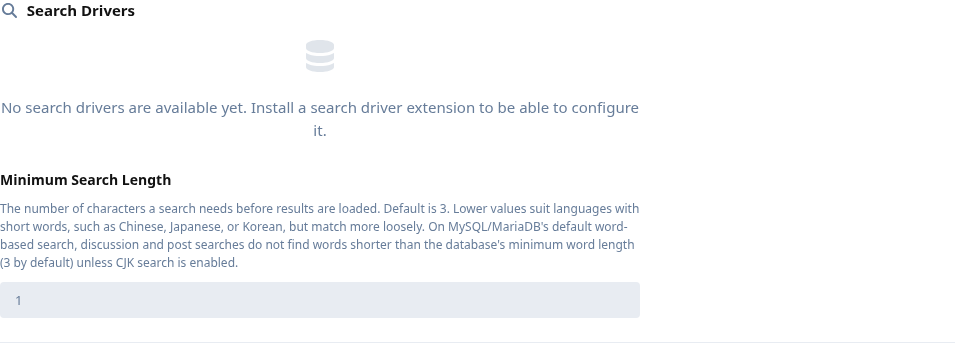 Search Drivers
No search drivers are available yet. Install a search driver extension to be able to configure
it.
Minimum Search Length
The number of characters a search needs before results are loaded. Default is 3. Lower values suit languages with
short words, such as Chinese, Japanese, or Korean, but match more loosely. On MySQL/MariaDB's default word-
based search, discussion and post searches do not find words shorter than the database's minimum word length
(3 by default) unless CJK search is enabled.
1